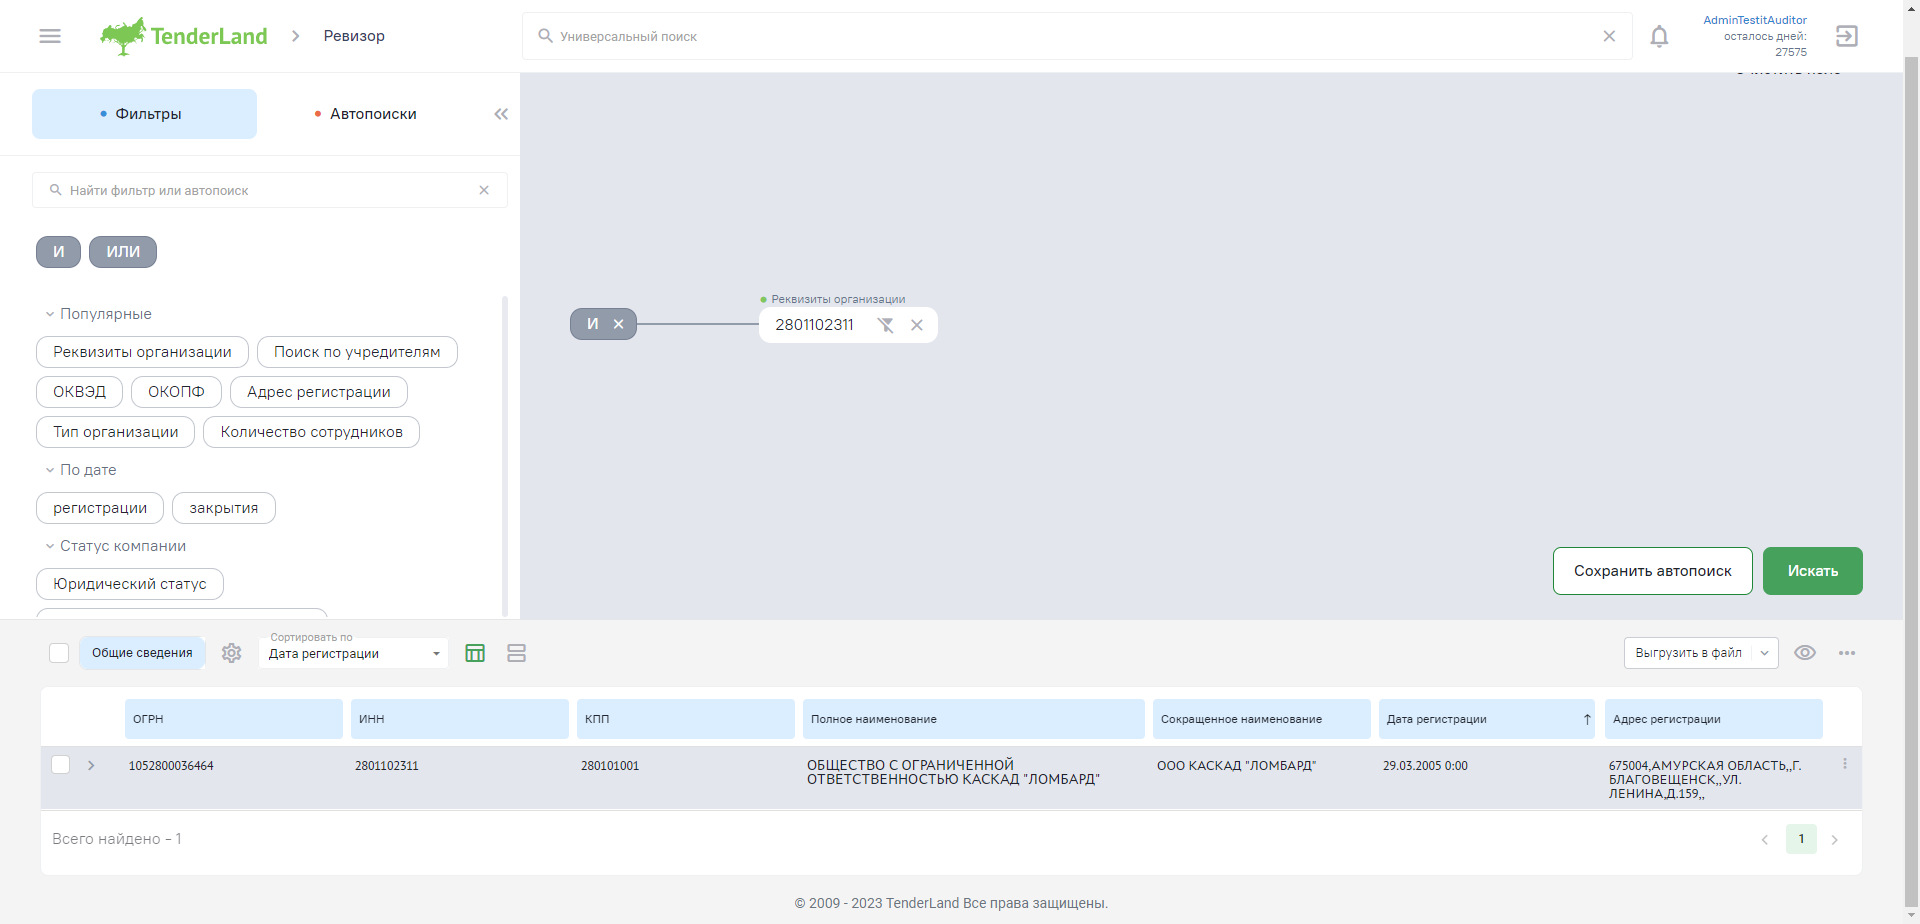 TenderLand
Ревизор
Универсальный поиск
AdminTestitAuditor
осталось дней:
27575
Фильтры
Автопоиски
Найти фильтр или автопоиск
И
ИЛИ
Популярные
Реквизиты организации
Поиск по учредителям
ОКВЭД
ОКОПФ
Адрес регистрации
Тип организации
Количество сотрудников
По дате
регистрации
закрытия
Статус компании
Юридический статус
Реквизиты организации
И
2801102311
Сохранить автопоиск
Искать
Общие сведения
Сортировать по
Дата регистрации
Выгрузить в файл
ОГРН
ИНН
КПП
Полное наименование
Сокращенное наименование
Дата регистрации
Адрес регистрации
1052800036464
2801102311
280101001
ОБЩЕСТВО С ОГРАНИЧЕННОЙ
ОТВЕТСТВЕННОСТЬЮ КАСКАД "ЛОМБАРД"
ООО КАСКАД "ЛОМБАРД"
29.03.2005 0:00
675004,АМУРСКАЯ ОБЛАСТЬ,,Г.
БЛАГОВЕЩЕНСК,,УЛ.
ЛЕНИНА,Д.159,,
Всего найдено - 1
1
© 2009 - 2023 TenderLand Все права защищены.